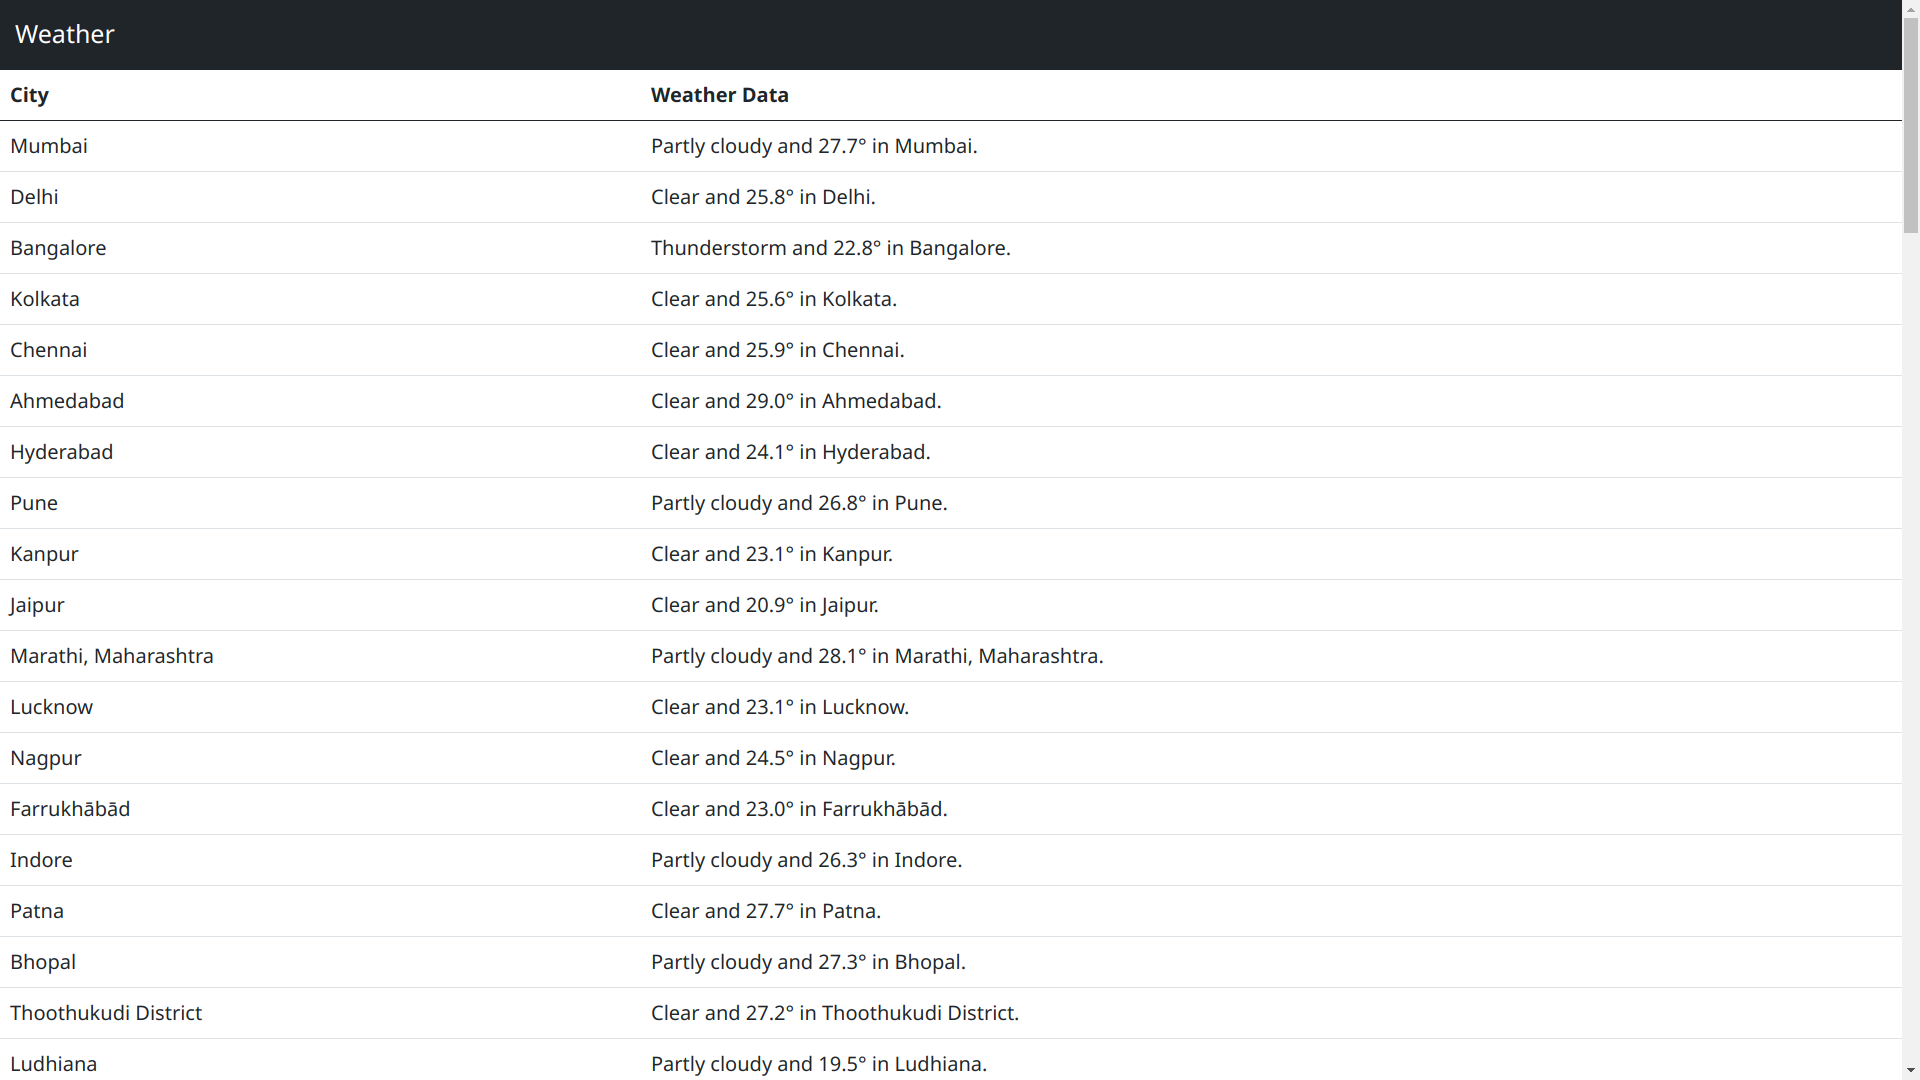 Weather
City Weather Data
Mumbai Partly cloudy and 27.7° in Mumbai.
Delhi Clear and 25.8° in Delhi.
Bangalore Thunderstorm and 22.8° in Bangalore.
Kolkata Clear and 25.6° in Kolkata.
Chennai Clear and 25.9° in Chennai.
Ahmedabad Clear and 29.0° in Ahmedabad.
Hyderabad Clear and 24.1° in Hyderabad.
Pune Partly cloudy and 26.8° in Pune.
Kanpur Clear and 23.1° in Kanpur.
Jaipur Clear and 20.9° in Jaipur.
Marathi, Maharashtra Partly cloudy and 28.1° in Marathi, Maharashtra.
Lucknow Clear and 23.1° in Lucknow.
Nagpur Clear and 24.5° in Nagpur.
Farrukhābād Clear and 23.0° in Farrukhābād.
Indore Partly cloudy and 26.3° in Indore.
Patna Clear and 27.7° in Patna.
Bhopal Partly cloudy and 27.3° in Bhopal.
Thoothukudi District Clear and 27.2° in Thoothukudi District.
Ludhiana Partly cloudy and 19.5° in Ludhiana.